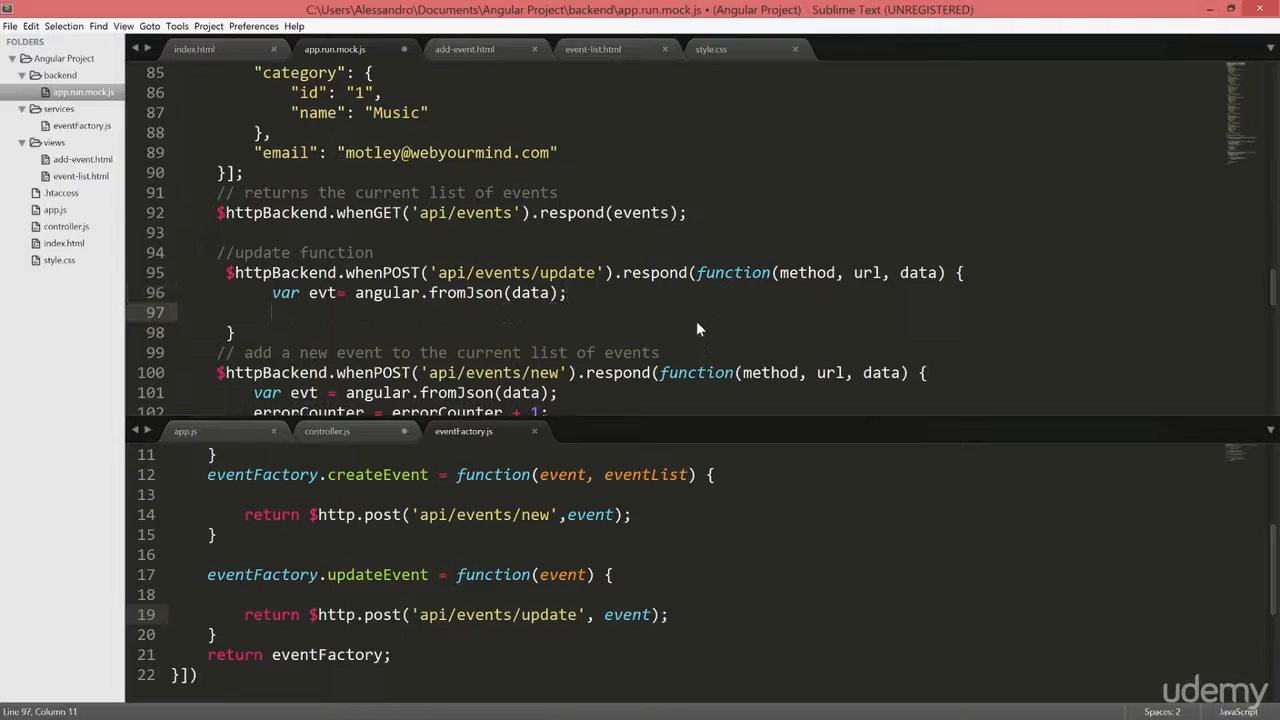 C:\Users\Alessandro\Documents\Angular Project\backend\app.run.mock.js • (Angular Project) - Sublime Text (UNREGISTERED)
File Edit Selection Find View Goto Tools Project Preferences Help
FOLDERS
Angular Project
backend
app.run.mock.js
services
eventFactory.js
views
add-event.html
event-list.html
.htaccess
app.js
controller.js
index.html
style.css
index.html app.run.mock.js add-event.html event-list.html style.css
85 "category": {
86 "id": "1",
87 "name": "Music"
88 },
89 "email": "motley@webyourmind.com"
90 }];
91 // returns the current list of events
92 $httpBackend.whenGET('api/events').respond(events);
93
94 //update function
95 $httpBackend.whenPOST('api/events/update').respond(function(method, url, data) {
96 var evt= angular.fromJson(data);
97
98 }
99 // add a new event to the current list of events
100 $httpBackend.whenPOST('api/events/new').respond(function(method, url, data) {
101 var evt = angular.fromJson(data);
102 errorCounter = errorCounter + 1;
app.js controller.js eventFactory.js
11 }
12 eventFactory.createEvent = function(event, eventList) {
13
14 return $http.post('api/events/new',event);
15 }
16
17 eventFactory.updateEvent = function(event) {
18
19 return $http.post('api/events/update', event);
20 }
21 return eventFactory;
22 }])
udemy
Line 97, Column 11 Spaces: 2 JavaScript